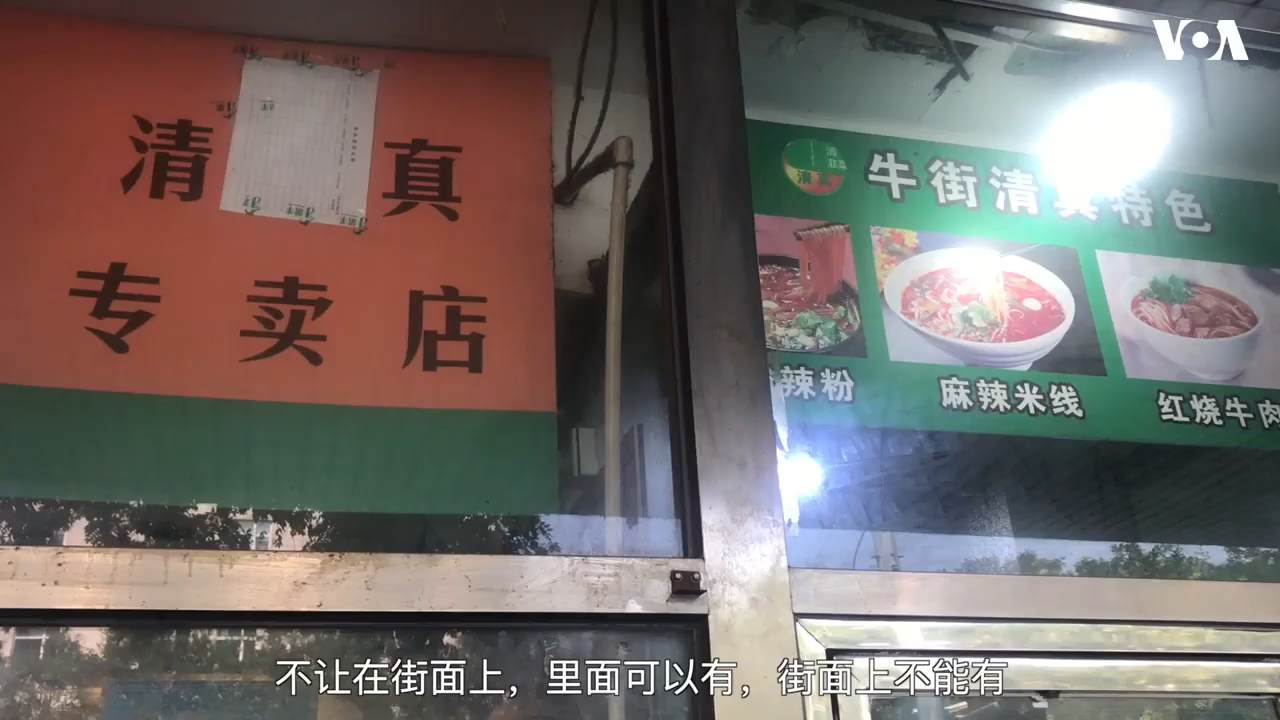 VOA
清 真
专 卖 店
清真
牛街清真特色
辣粉
麻辣米线
红烧牛肉
不让在街面上，里面可以有，街面上不能有